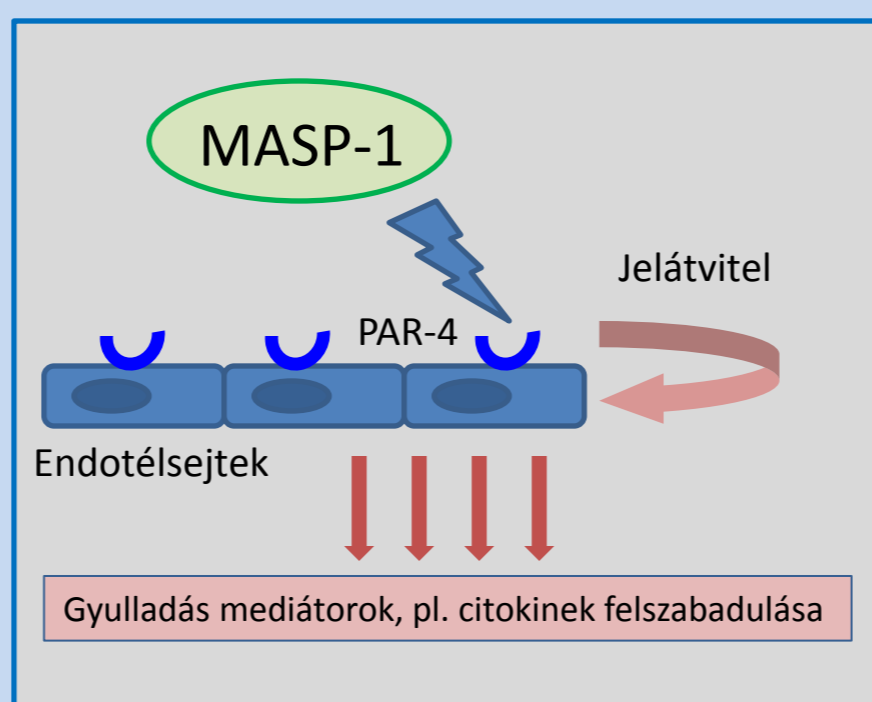 MASP-1
Jelátvitel
PAR-4
Endotélsejtek
Gyulladás mediátorok, pl. citokinek felszabadulása